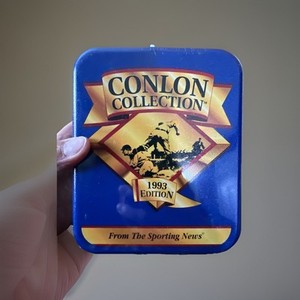 CONLON
COLLECTION™
1993
EDITION
From The Sporting News®